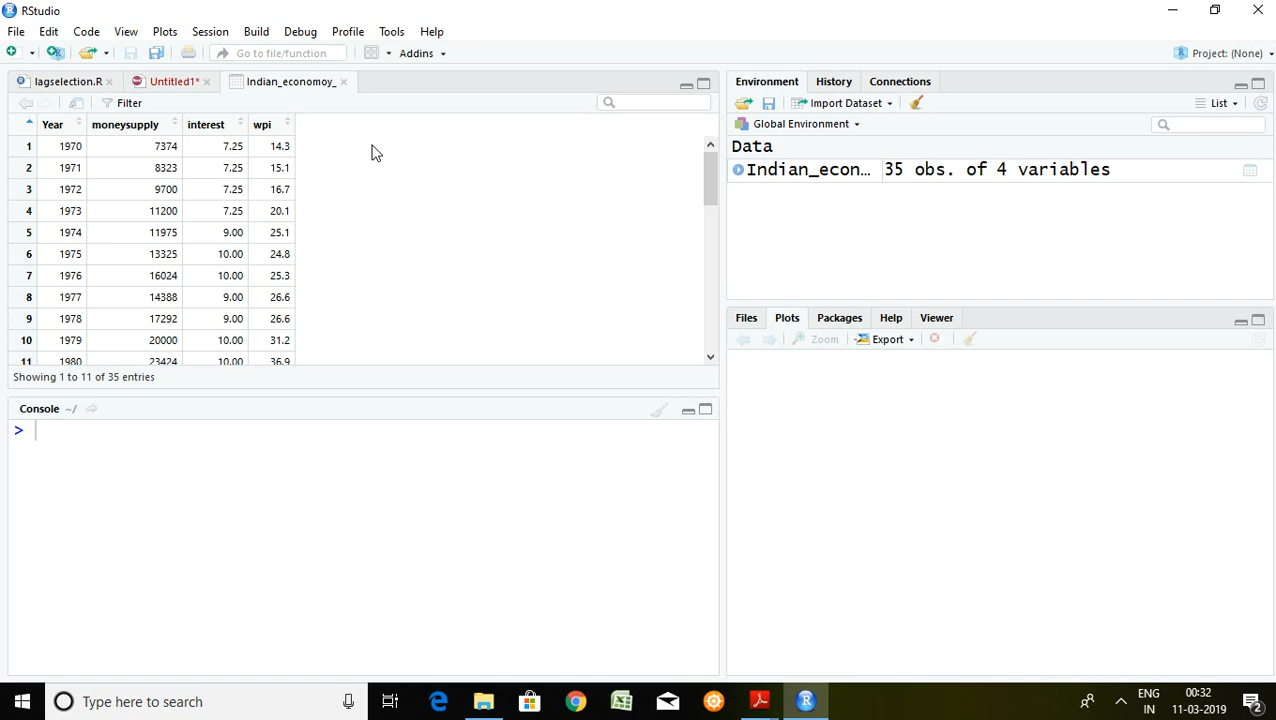 RStudio
File Edit Code View Plots Session Build Debug Profile Tools Help
Go to file/function Addins Project: (None)
lagselection.R Untitled1* Indian_economoy_
Filter
Year moneysupply interest wpi
1 1970 7374 7.25 14.3
2 1971 8323 7.25 15.1
3 1972 9700 7.25 16.7
4 1973 11200 7.25 20.1
5 1974 11975 9.00 25.1
6 1975 13325 10.00 24.8
7 1976 16024 10.00 25.3
8 1977 14388 9.00 26.6
9 1978 17292 9.00 26.6
10 1979 20000 10.00 31.2
11 1980 23424 10.00 36.9
Showing 1 to 11 of 35 entries
Console ~/
>
Environment History Connections
Import Dataset List
Global Environment
Data
Indian_econ… 35 obs. of 4 variables
Files Plots Packages Help Viewer
Zoom Export
Type here to search
ENG
IN
00:32
11-03-2019
2